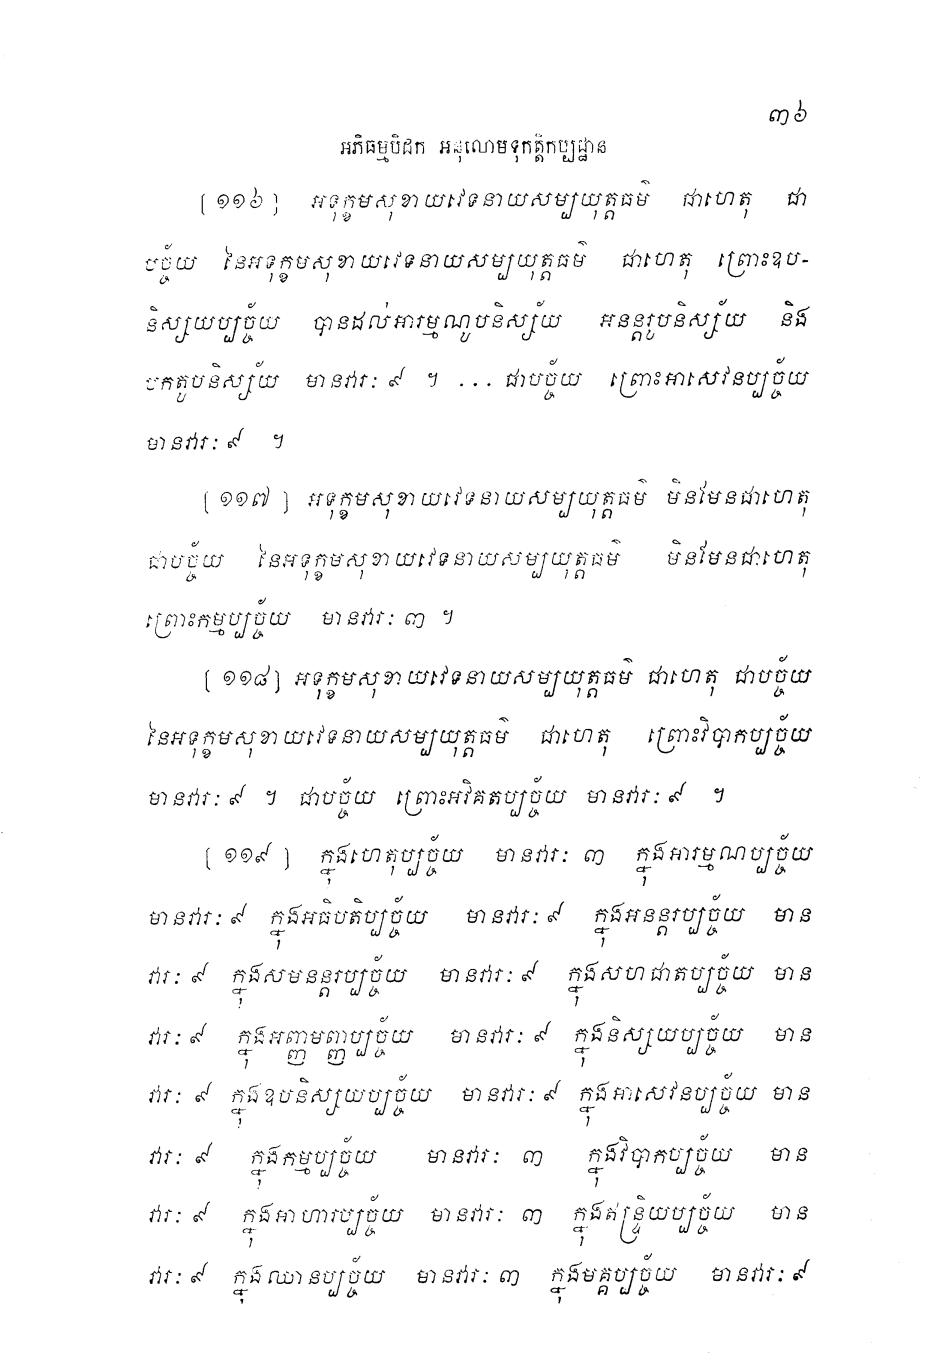 ៣៦
អភិធម្មបិដក អនុលោមទុកត្តិកប្បដ្ឋាន
[ ១១៦ ] អទុក្ខមសុខាយវេទនាយសម្បយុត្តធម៌ ជាហេតុ ជា
បច្ច័យ នៃអទុក្ខមសុខាយវេទនាយសម្បយុត្តធម៌ ជាហេតុ ព្រោះឧប-
និស្សយប្បច្ច័យ បានដល់អារម្មណូបនិស្ស័យ អនន្តរូបនិស្ស័យ និង
បកតូបនិស្ស័យ មានវារៈ ៩ ។ ... ជាបច្ច័យ ព្រោះអាសេវនប្បច្ច័យ
មានវារៈ ៩ ។
[ ១១៧ ] អទុក្ខមសុខាយវេទនាយសម្បយុត្តធម៌ មិនមែនជាហេតុ
ជាបច្ច័យ នៃអទុក្ខមសុខាយវេទនាយសម្បយុត្តធម៌ មិនមែនជាហេតុ
ព្រោះកម្មប្បច្ច័យ មានវារៈ ៣ ។
[ ១១៨ ] អទុក្ខមសុខាយវេទនាយសម្បយុត្តធម៌ ជាហេតុ ជាបច្ច័យ
នៃអទុក្ខមសុខាយវេទនាយសម្បយុត្តធម៌ ជាហេតុ ព្រោះវិបាកប្បច្ច័យ
មានវារៈ ៩ ។ ជាបច្ច័យ ព្រោះអវិគតប្បច្ច័យ មានវារៈ ៩ ។
[ ១១៩ ] ក្នុងហេតុប្បច្ច័យ មានវារៈ ៣ ក្នុងអារម្មណប្បច្ច័យ
មានវារៈ ៩ ក្នុងអធិបតិប្បច្ច័យ មានវារៈ ៩ ក្នុងអនន្តរប្បច្ច័យ មាន
វារៈ ៩ ក្នុងសមនន្តរប្បច្ច័យ មានវារៈ ៩ ក្នុងសហជាតប្បច្ច័យ មាន
វារៈ ៩ ក្នុងអញ្ញមញ្ញប្បច្ច័យ មានវារៈ ៩ ក្នុងនិស្សយប្បច្ច័យ មាន
វារៈ ៩ ក្នុងឧបនិស្សយប្បច្ច័យ មានវារៈ ៩ ក្នុងអាសេវនប្បច្ច័យ មាន
វារៈ ៩ ក្នុងកម្មប្បច្ច័យ មានវារៈ ៣ ក្នុងវិបាកប្បច្ច័យ មាន
វារៈ ៩ ក្នុងអាហារប្បច្ច័យ មានវារៈ ៣ ក្នុងឥន្ទ្រិយប្បច្ច័យ មាន
វារៈ ៩ ក្នុងឈានប្បច្ច័យ មានវារៈ ៣ ក្នុងមគ្គប្បច្ច័យ មានវារៈ ៩